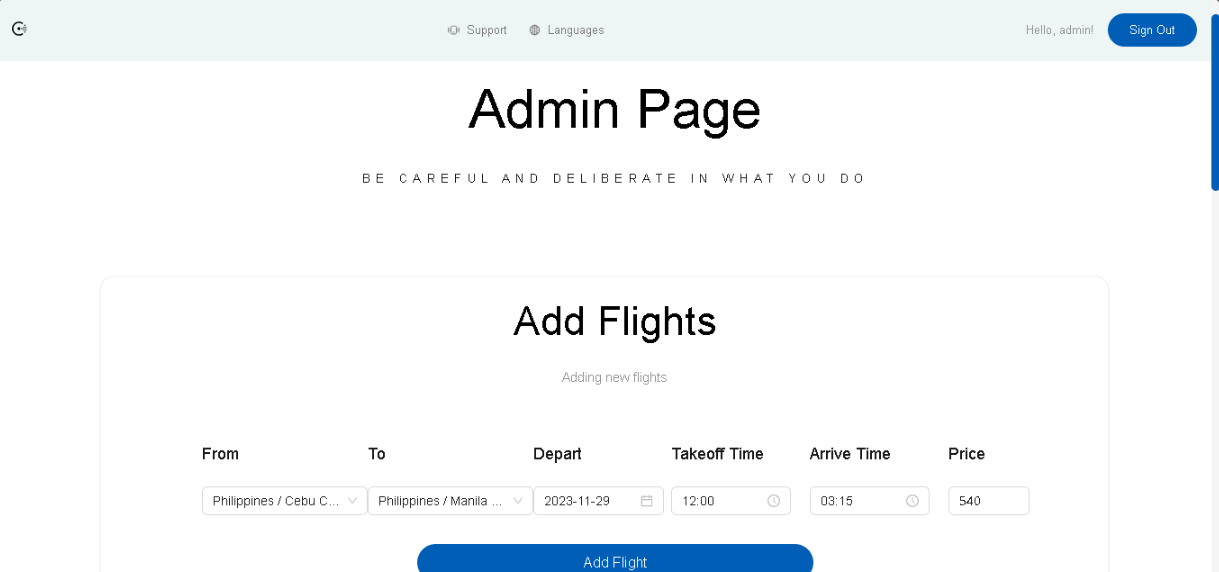 Support Languages Hello, admin! Sign Out
Admin Page
BE CAREFUL AND DELIBERATE IN WHAT YOU DO
Add Flights
Adding new flights
From To Depart Takeoff Time Arrive Time Price
Philippines / Cebu C... Philippines / Manila ... 2023-11-29 12:00 03:15 540
Add Flight